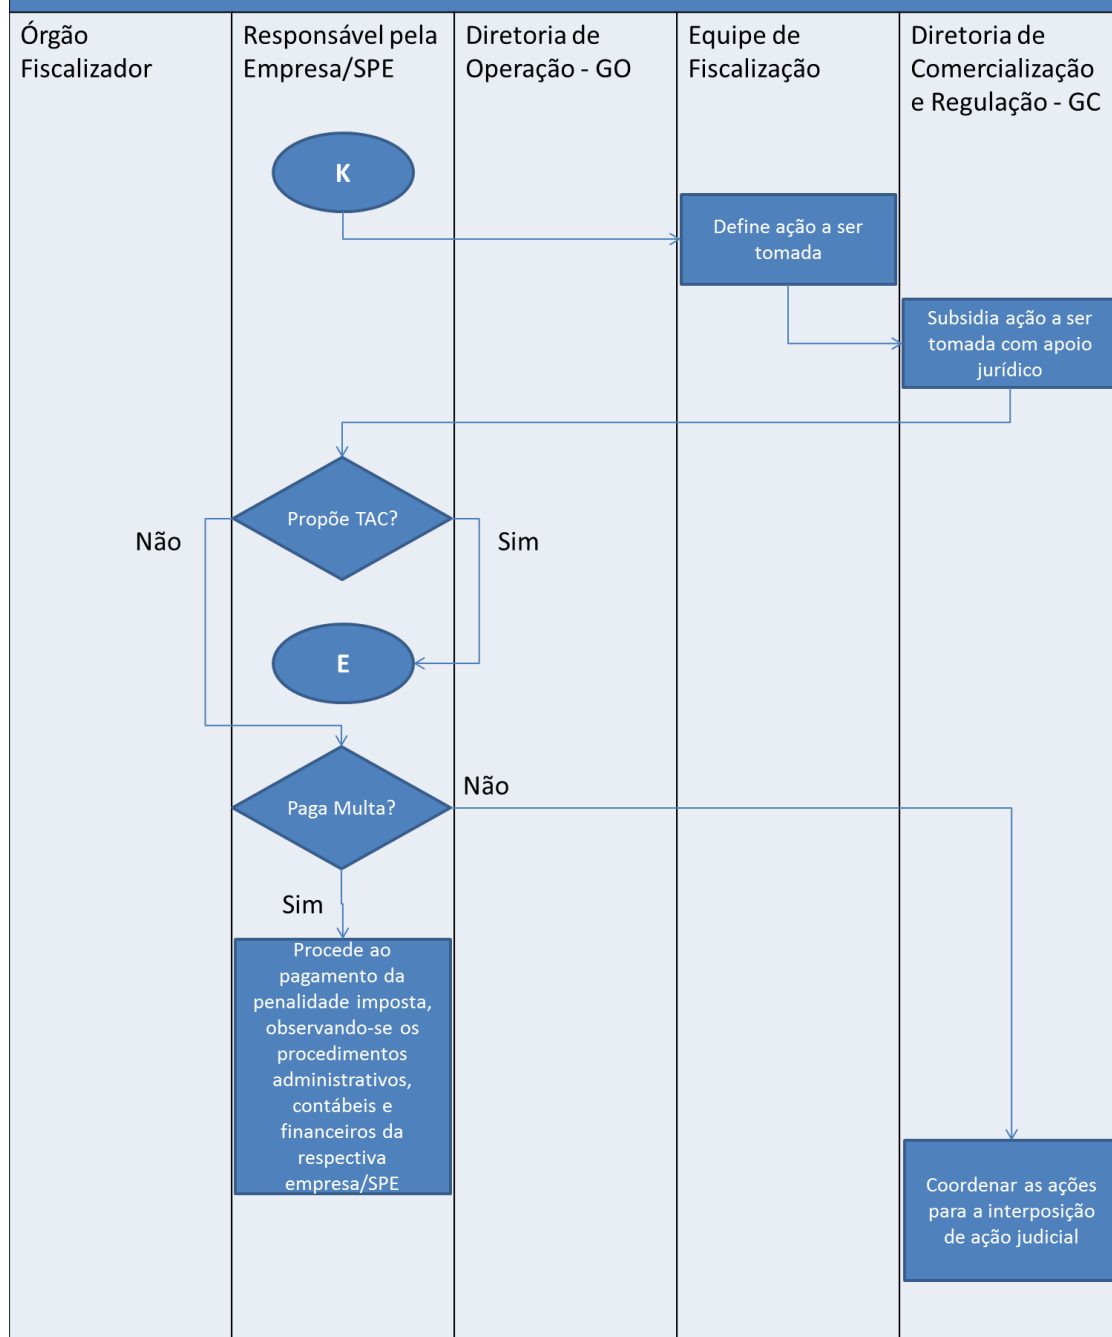 Órgão
Fiscalizador
Responsável pela
Empresa/SPE
Diretoria de
Operação - GO
Equipe de
Fiscalização
Diretoria de
Comercialização
e Regulação - GC
K
Define ação a ser
tomada
Subsidia ação a ser
tomada com apoio
jurídico
Propõe TAC?
Não
Sim
E
Paga Multa?
Não
Sim
Procede ao
pagamento da
penalidade imposta,
observando-se os
procedimentos
administrativos,
contábeis e
financeiros da
respectiva
empresa/SPE
Coordenar as ações
para a interposição
de ação judicial